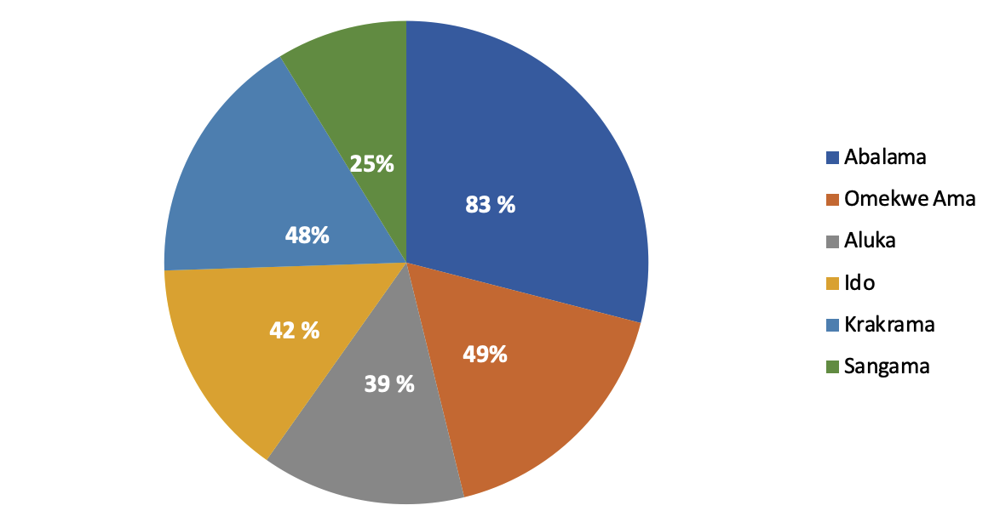 25%
83 %
48%
42 %
49%
39 %
Abalama
Omekwe Ama
Aluka
Ido
Krakrama
Sangama